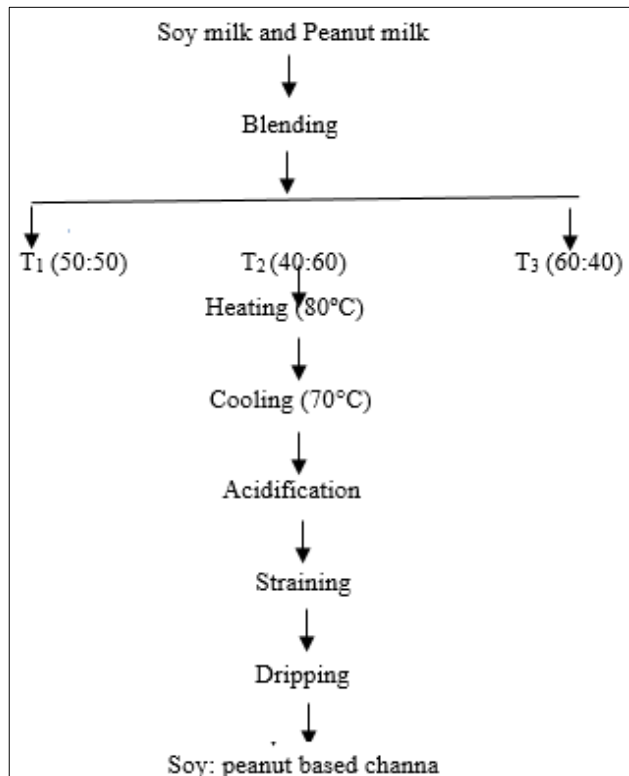 Soy milk and Peanut milk
Blending
T₁ (50:50) T₂ (40:60) T₃ (60:40)
Heating (80°C)
Cooling (70°C)
Acidification
Straining
Dripping
Soy: peanut based channa